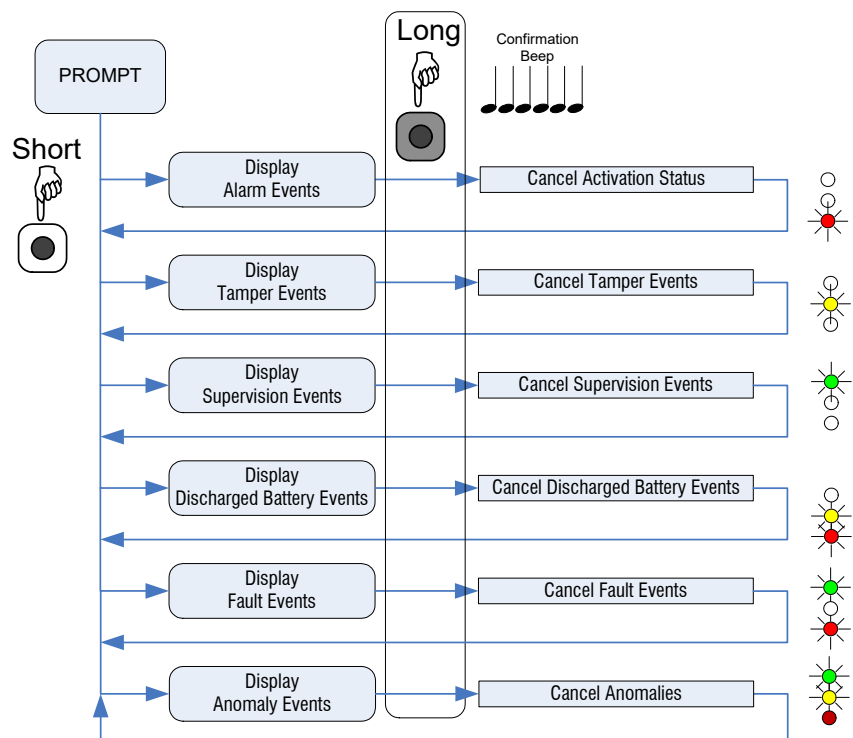 Long
Confirmation
Beep
PROMPT
Short
Display
Alarm Events
Cancel Activation Status
Display
Tamper Events
Cancel Tamper Events
Display
Supervision Events
Cancel Supervision Events
Display
Discharged Battery Events
Cancel Discharged Battery Events
Display
Fault Events
Cancel Fault Events
Display
Anomaly Events
Cancel Anomalies